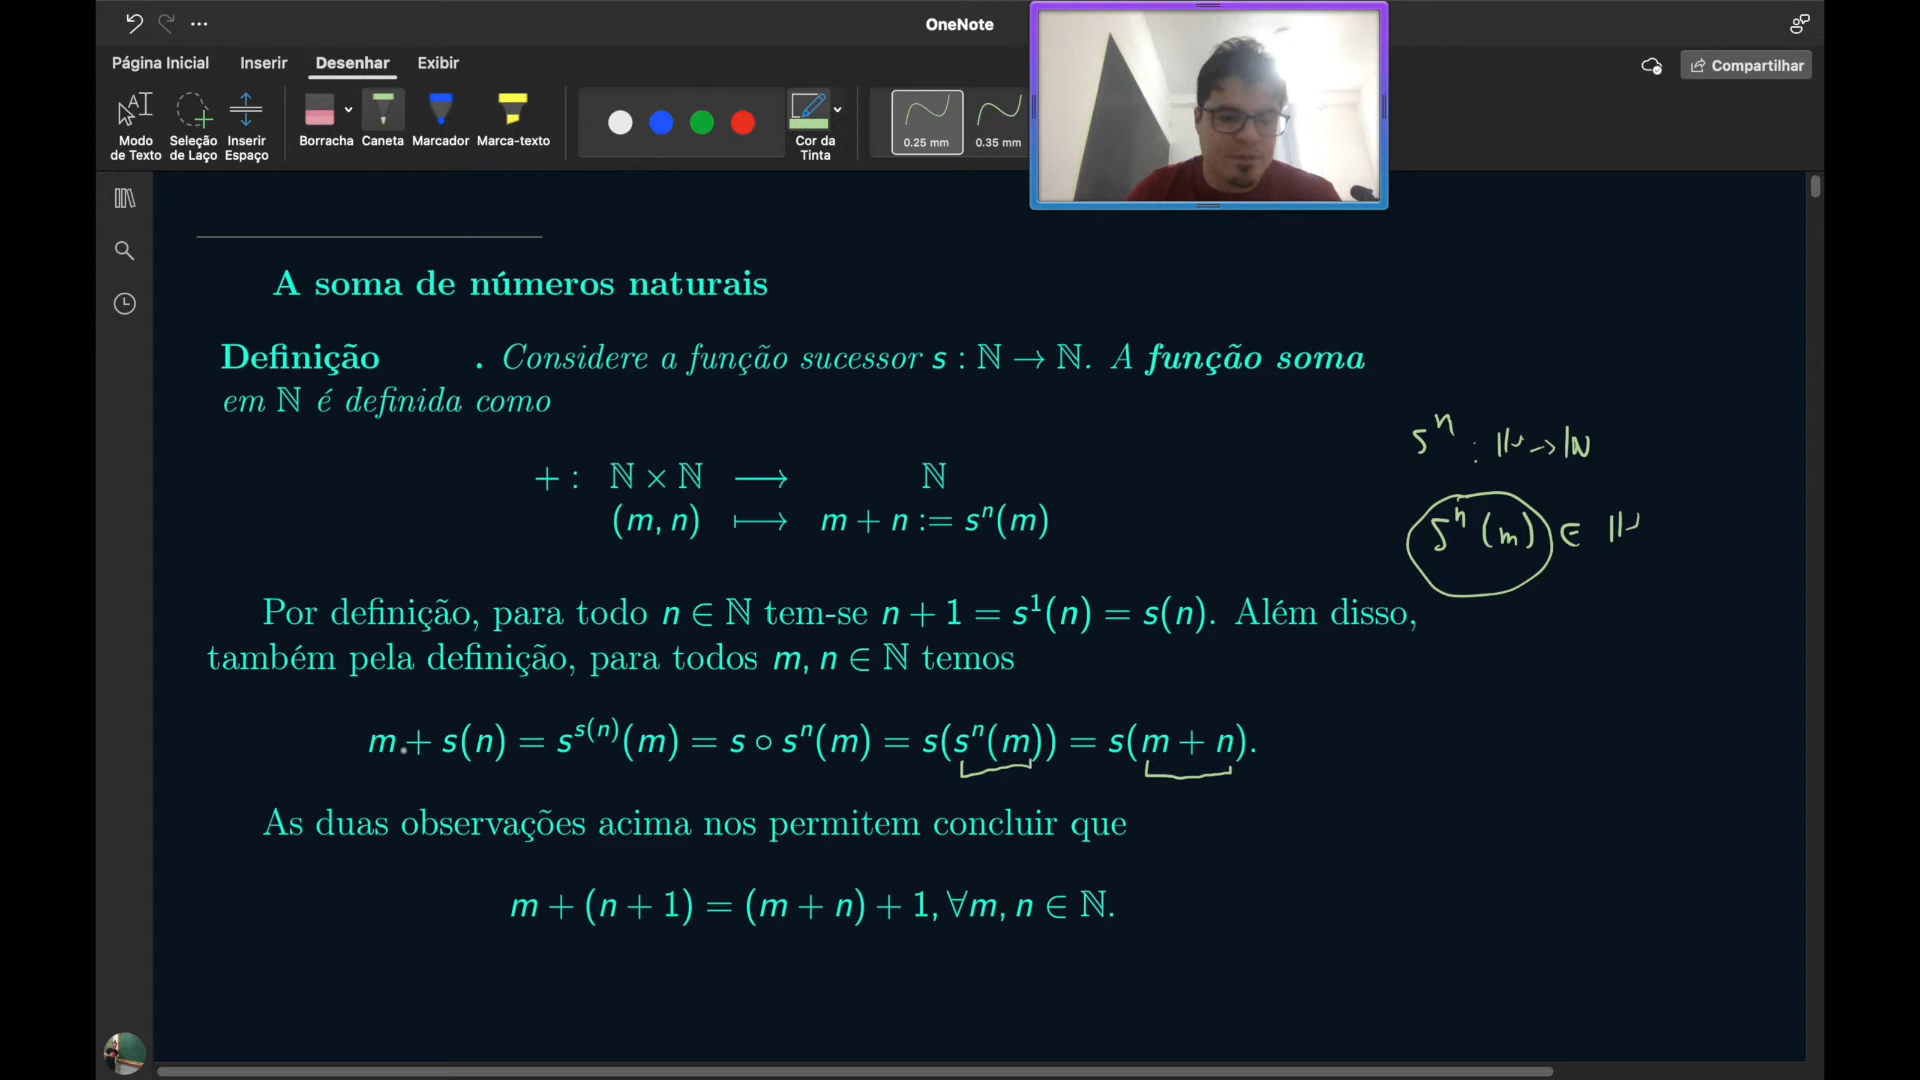 OneNote
Página Inicial Inserir Desenhar Exibir
Compartilhar
Modo de Texto Seleção de Laço Inserir Espaço Borracha Caneta Marcador Marca-texto Cor da Tinta 0.25 mm 0.35 mm
A soma de números naturais
Definição . Considere a função sucessor s : ℕ → ℕ. A função soma
em ℕ é definida como
+ : ℕ × ℕ ⟶ ℕ
(m, n) ⟼ m + n := sⁿ(m)
sⁿ : ℕ → ℕ
sⁿ(m) ∈ ℕ
Por definição, para todo n ∈ ℕ tem-se n + 1 = s¹(n) = s(n). Além disso,
também pela definição, para todos m, n ∈ ℕ temos
m + s(n) = s^{s(n)}(m) = s ∘ sⁿ(m) = s(sⁿ(m)) = s(m + n).
As duas observações acima nos permitem concluir que
m + (n + 1) = (m + n) + 1, ∀m, n ∈ ℕ.